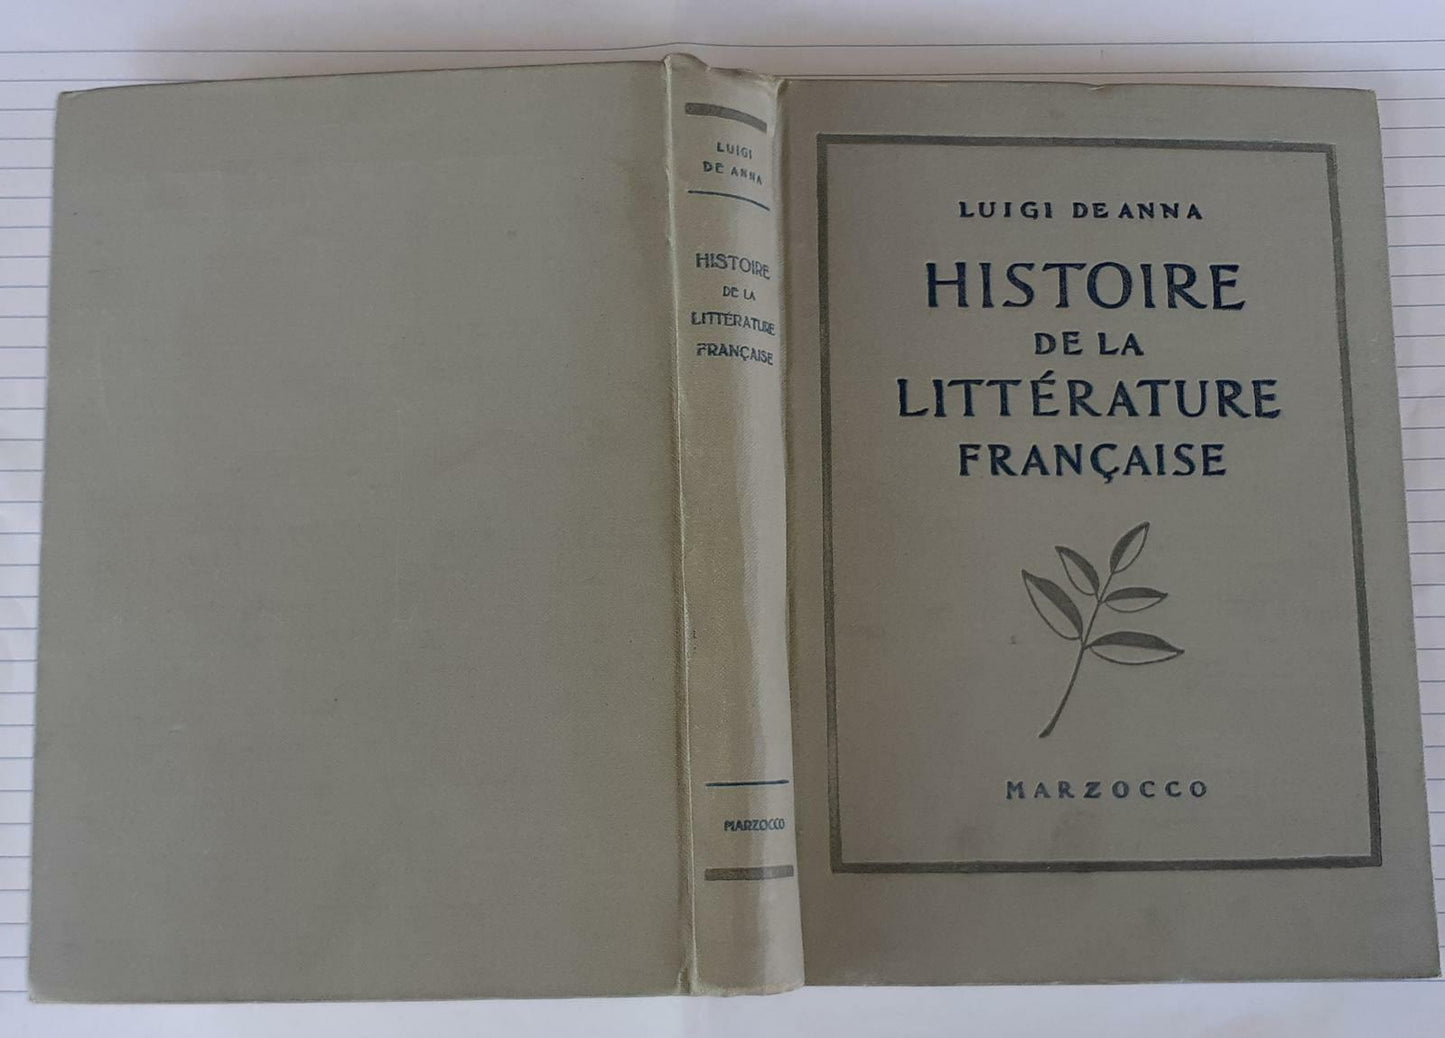 LUIGI
DE ANNA
HISTOIRE
DE LA
LITTÉRATURE
FRANÇAISE
MARZOCCO
LUIGI DE ANNA
HISTOIRE
DE LA
LITTÉRATURE
FRANÇAISE
MARZOCCO